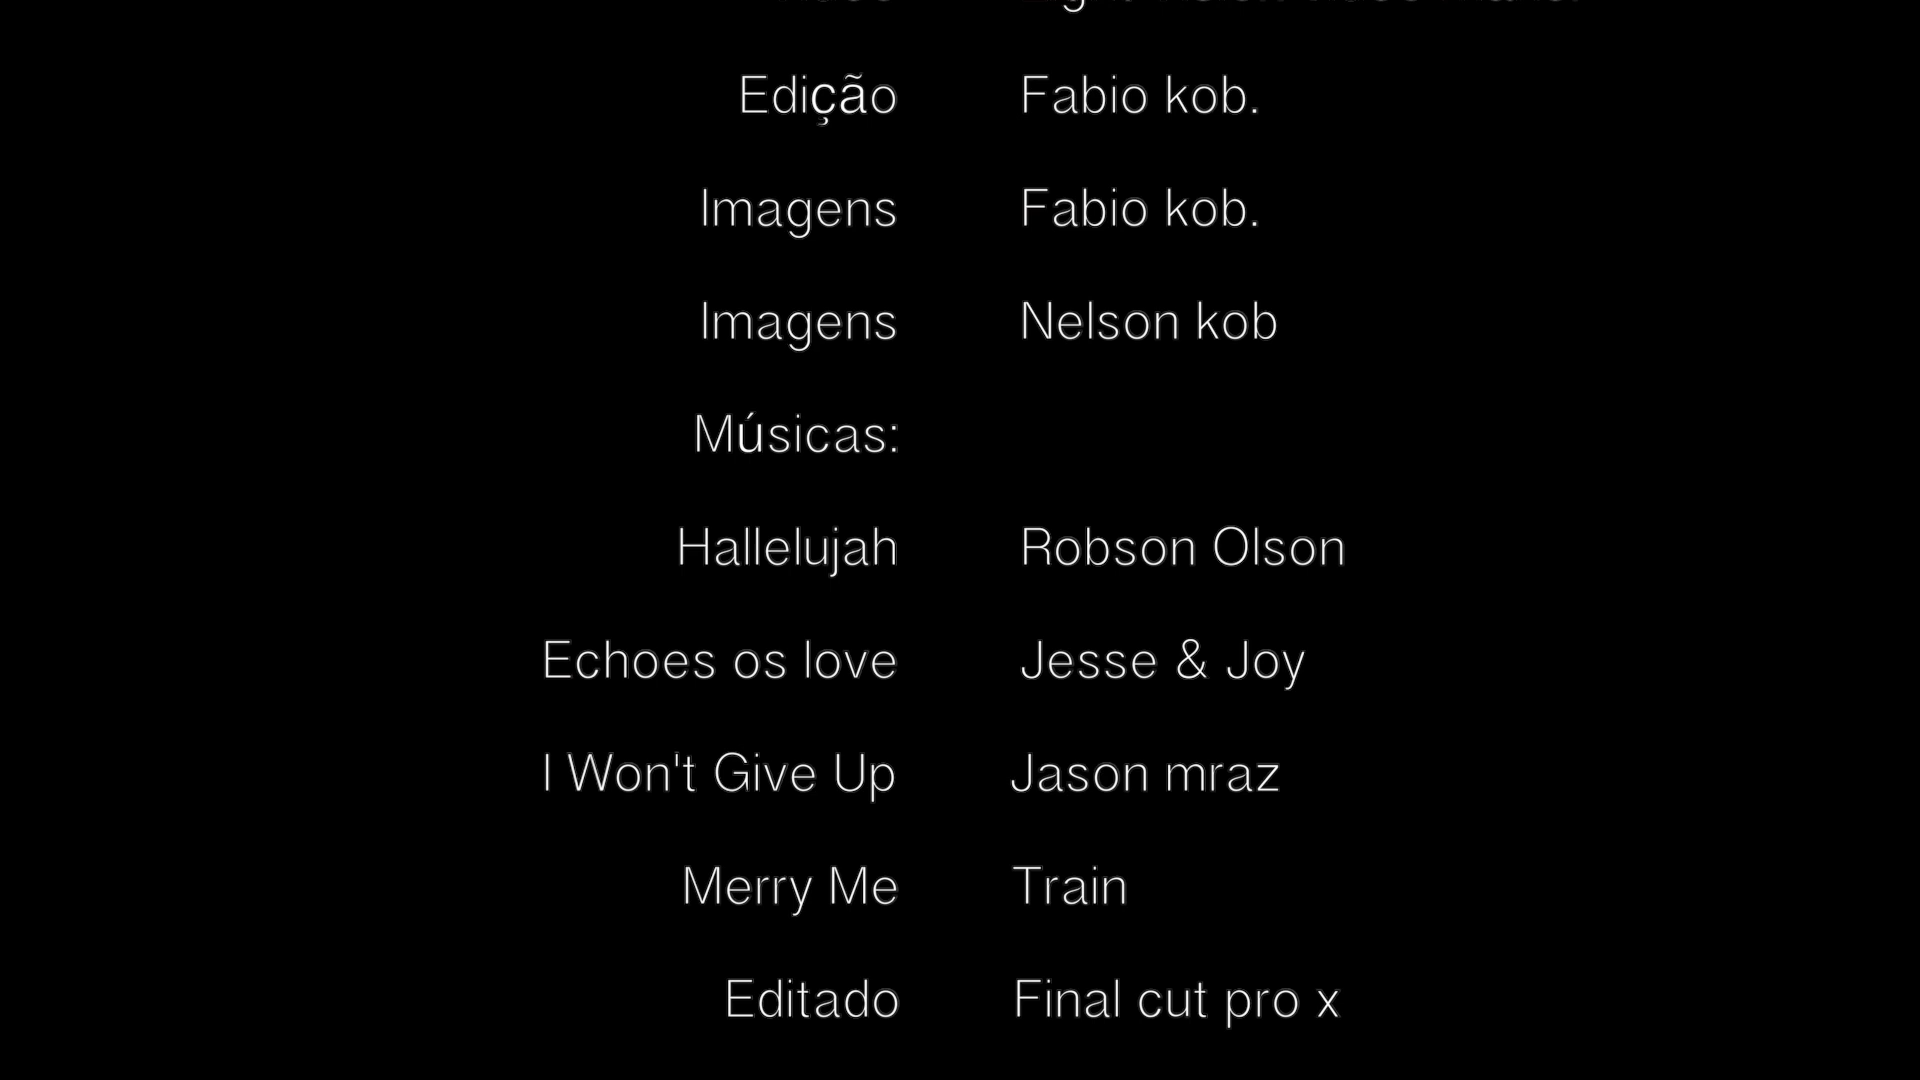 Edição Fabio kob.
Imagens Fabio kob.
Imagens Nelson kob
Músicas:
Hallelujah Robson Olson
Echoes os love Jesse & Joy
I Won't Give Up Jason mraz
Merry Me Train
Editado Final cut pro x